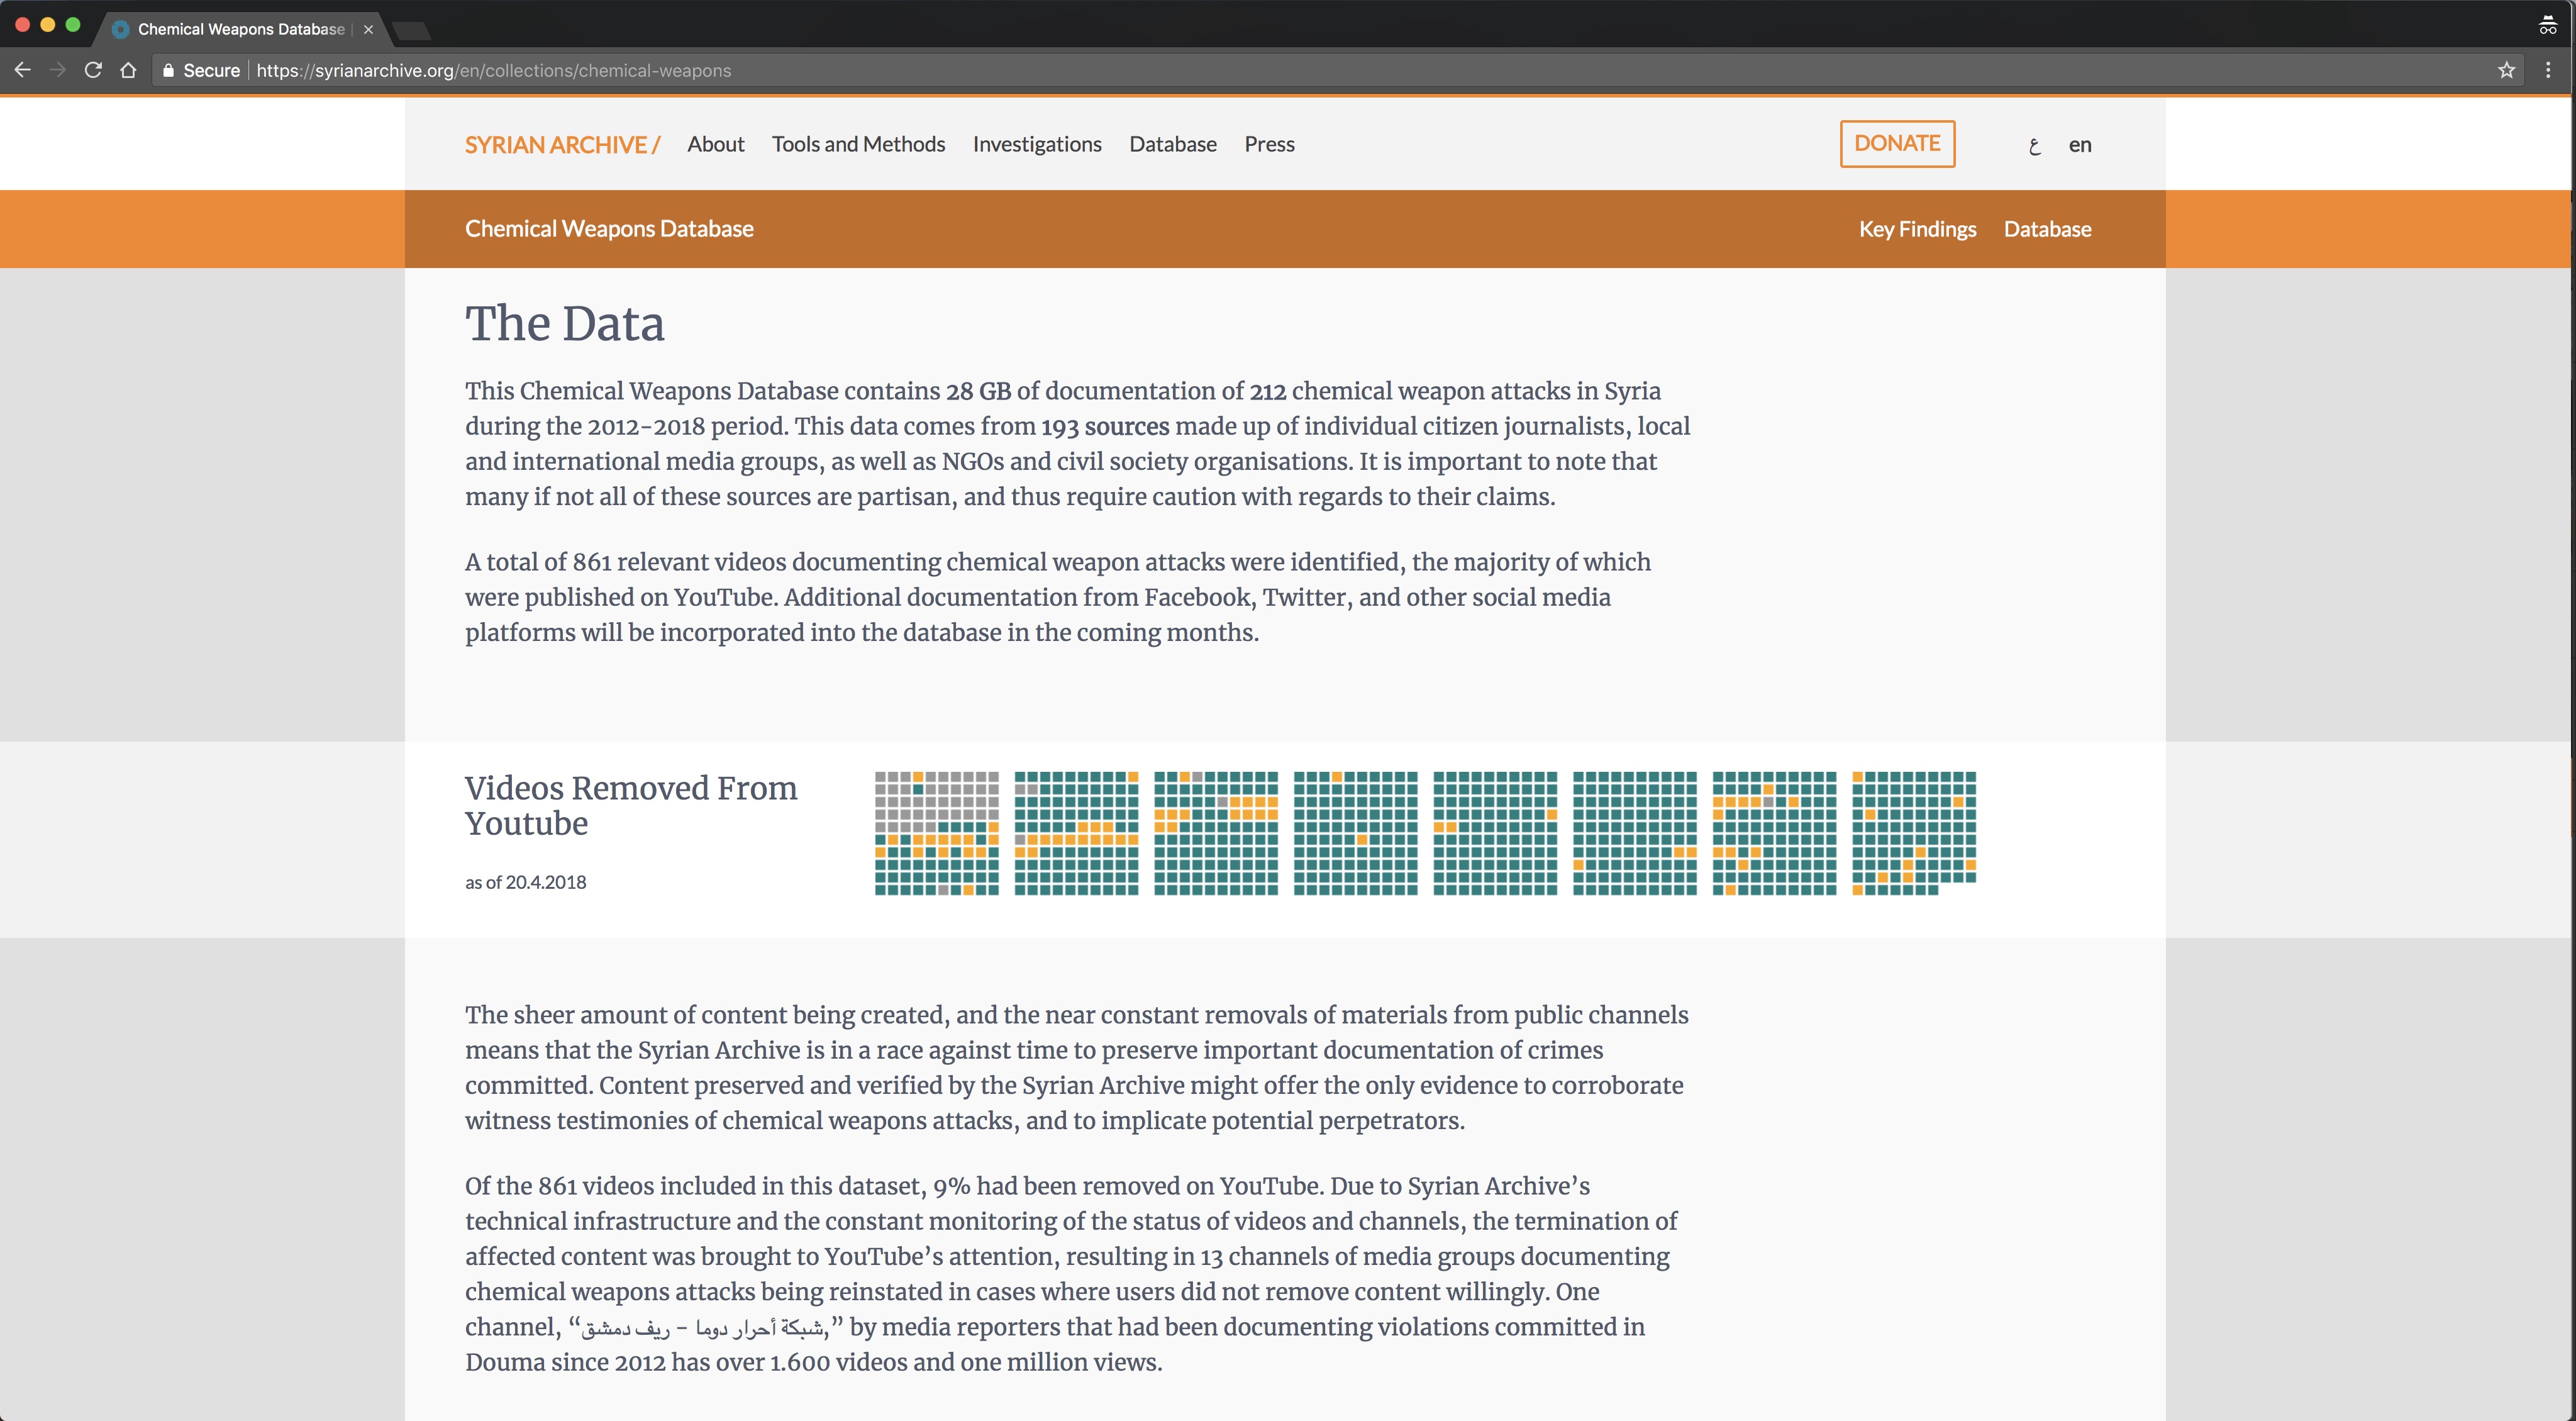 Chemical Weapons Database |
Secure https://syrianarchive.org/en/collections/chemical-weapons
SYRIAN ARCHIVE / About Tools and Methods Investigations Database Press DONATE ع en
Chemical Weapons Database Key Findings Database
The Data
This Chemical Weapons Database contains 28 GB of documentation of 212 chemical weapon attacks in Syria
during the 2012-2018 period. This data comes from 193 sources made up of individual citizen journalists, local
and international media groups, as well as NGOs and civil society organisations. It is important to note that
many if not all of these sources are partisan, and thus require caution with regards to their claims.
A total of 861 relevant videos documenting chemical weapon attacks were identified, the majority of which
were published on YouTube. Additional documentation from Facebook, Twitter, and other social media
platforms will be incorporated into the database in the coming months.
Videos Removed From
Youtube
as of 20.4.2018
The sheer amount of content being created, and the near constant removals of materials from public channels
means that the Syrian Archive is in a race against time to preserve important documentation of crimes
committed. Content preserved and verified by the Syrian Archive might offer the only evidence to corroborate
witness testimonies of chemical weapons attacks, and to implicate potential perpetrators.
Of the 861 videos included in this dataset, 9% had been removed on YouTube. Due to Syrian Archive’s
technical infrastructure and the constant monitoring of the status of videos and channels, the termination of
affected content was brought to YouTube’s attention, resulting in 13 channels of media groups documenting
chemical weapons attacks being reinstated in cases where users did not remove content willingly. One
channel, “شبكة أحرار دوما - ريف دمشق,” by media reporters that had been documenting violations committed in
Douma since 2012 has over 1.600 videos and one million views.